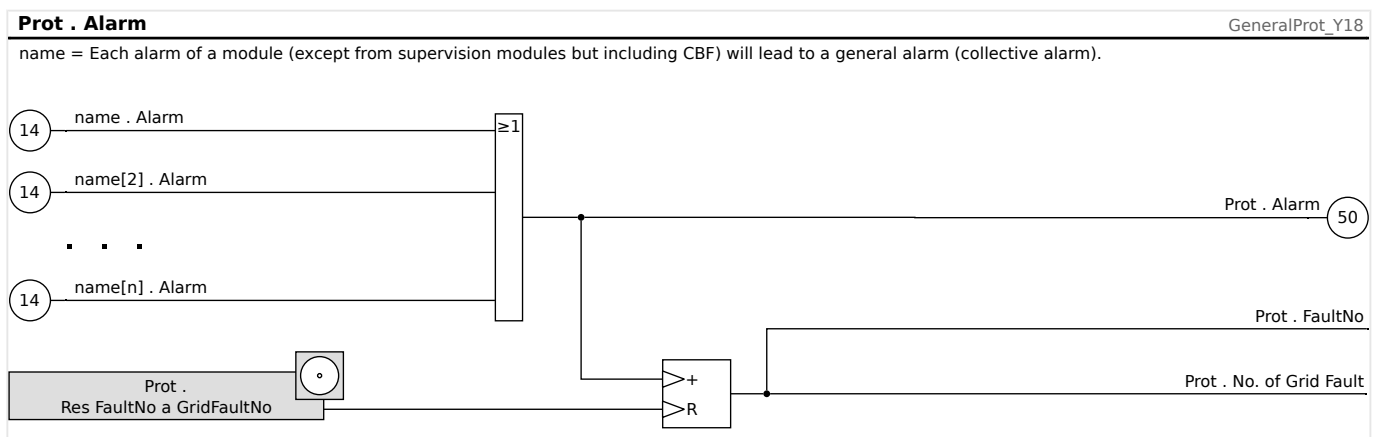 Prot . Alarm
GeneralProt_Y18
name = Each alarm of a module (except from supervision modules but including CBF) will lead to a general alarm (collective alarm).
14
name . Alarm
≥1
14
name[2] . Alarm
Prot . Alarm
50
. . .
14
name[n] . Alarm
Prot . FaultNo
Prot .
Res FaultNo a GridFaultNo
+
R
Prot . No. of Grid Fault